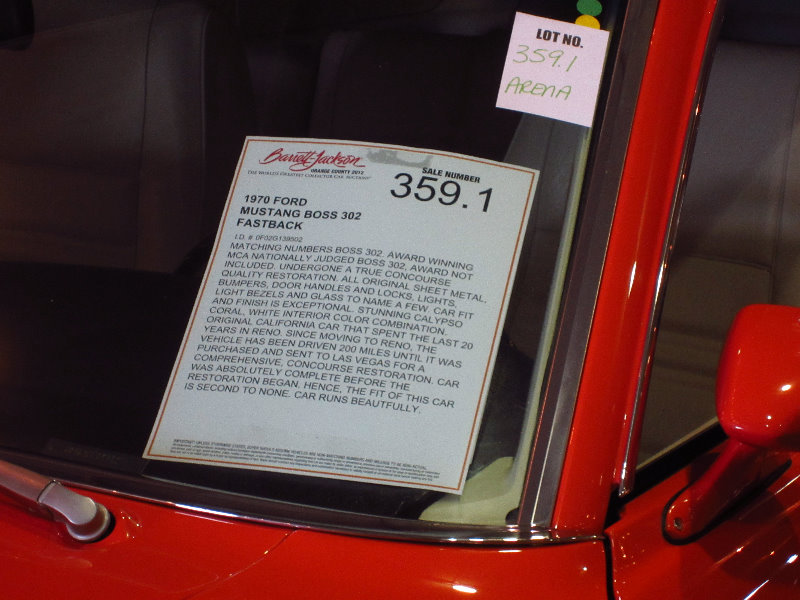 LOT NO.
359.1
ARENA
Barrett-Jackson
ORANGE COUNTY 2012
THE WORLD'S GREATEST COLLECTOR CAR AUCTIONS
SALE NUMBER
359.1
1970 FORD
MUSTANG BOSS 302
FASTBACK
I.D. # 0F02G139502
MATCHING NUMBERS BOSS 302. AWARD WINNING
MCA NATIONALLY JUDGED BOSS 302, AWARD NOT
INCLUDED. UNDERGONE A TRUE CONCOURSE
QUALITY RESTORATION. ALL ORIGINAL SHEET METAL,
BUMPERS, DOOR HANDLES AND LOCKS, LIGHTS,
LIGHT BEZELS AND GLASS TO NAME A FEW. CAR FIT
AND FINISH IS EXCEPTIONAL. STUNNING CALYPSO
CORAL, WHITE INTERIOR COLOR COMBINATION.
ORIGINAL CALIFORNIA CAR THAT SPENT THE LAST 20
YEARS IN RENO. SINCE MOVING TO RENO, THE
VEHICLE HAS BEEN DRIVEN 200 MILES UNTIL IT WAS
PURCHASED AND SENT TO LAS VEGAS FOR A
COMPREHENSIVE, CONCOURSE RESTORATION. CAR
WAS ABSOLUTELY COMPLETE BEFORE THE
RESTORATION BEGAN. HENCE, THE FIT OF THIS CAR
IS SECOND TO NONE. CAR RUNS BEAUTFULLY.